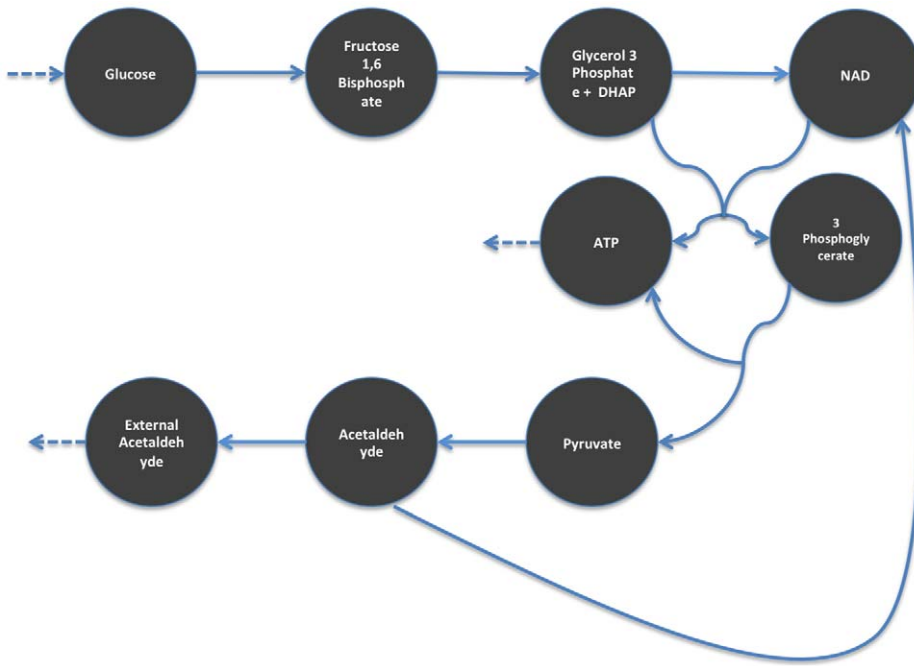 Glucose
Fructose
1,6
Bisphosph
ate
Glycerol 3
Phosphat
e + DHAP
NAD
ATP
3
Phosphogly
cerate
External
Acetaldeh
yde
Acetaldeh
yde
Pyruvate